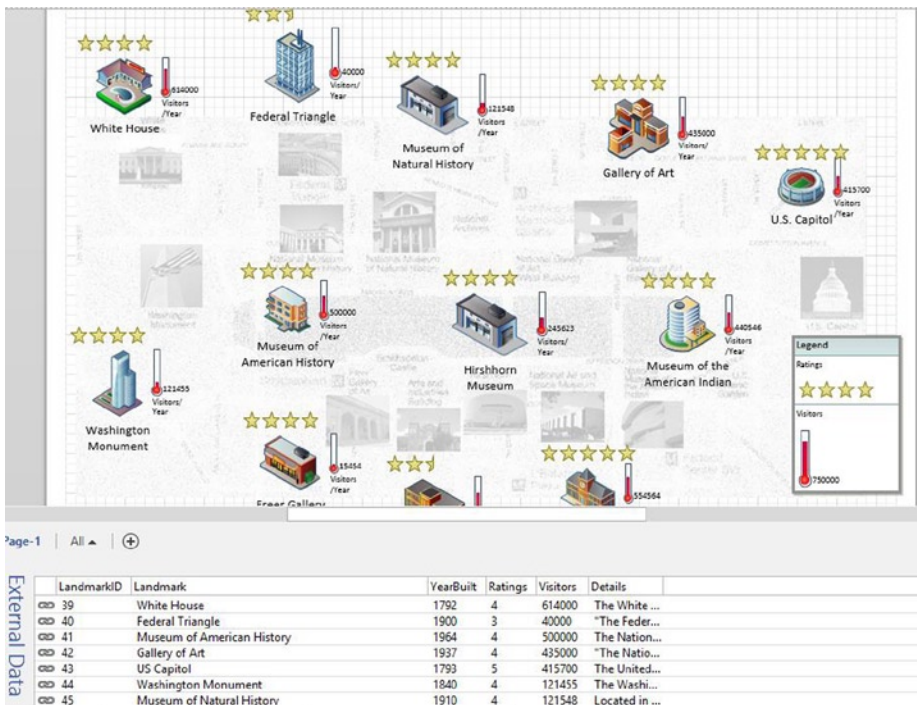 614000
Visitors
/Year
White House
40000
Visitors/
Year
Federal Triangle
121548
Visitors
/Year
Museum of
Natural History
435000
Visitors/
Year
Gallery of Art
415700
Visitors
/Year
U.S. Capitol
500000
Visitors
/Year
Museum of
American History
245623
Visitors/
Year
Hirshhorn
Museum
440546
Visitors
/Year
Museum of the
American Indian
121455
Visitors/
Year
Washington
Monument
15454
Visitors
/Year
Freer Gallery
554564
Legend
Ratings
Visitors
750000
Page-1 All
External Data
LandmarkID Landmark YearBuilt Ratings Visitors Details
39 White House 1792 4 614000 The White ...
40 Federal Triangle 1900 3 40000 "The Feder...
41 Museum of American History 1964 4 500000 The Nation...
42 Gallery of Art 1937 4 435000 "The Natio...
43 US Capitol 1793 5 415700 The United...
44 Washington Monument 1840 4 121455 The Washi...
45 Museum of Natural History 1910 4 121548 Located in ...